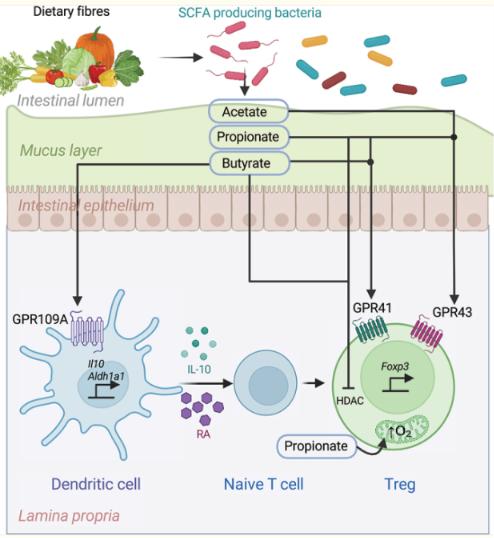 Dietary fibres
SCFA producing bacteria
Intestinal lumen
Acetate
Propionate
Butyrate
Mucus layer
Intestinal epithelium
GPR109A
GPR41
GPR43
Il10
Aldh1a1
IL-10
RA
Foxp3
HDAC
↑O2
Propionate
Dendritic cell
Naive T cell
Treg
Lamina propria